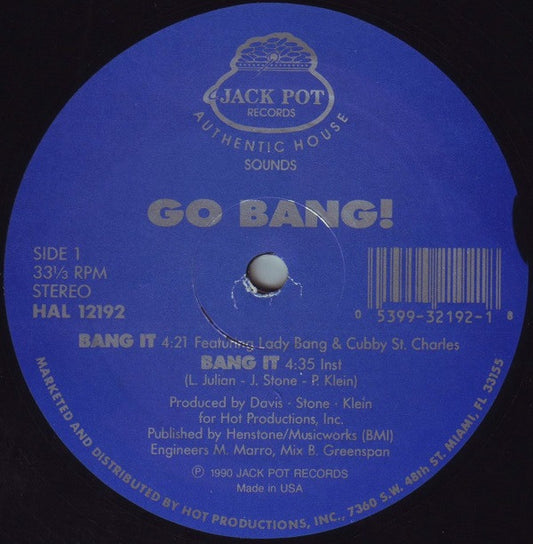 JACK POT
RECORDS
AUTHENTIC HOUSE
SOUNDS
GO BANG!
SIDE 1
33⅓ RPM
STEREO
HAL 12192
0 5399-32192-1 8
BANG IT 4:21 Featuring Lady Bang & Cubby St. Charles
BANG IT 4:35 Inst
(L. Julian - J. Stone - P. Klein)
Produced by Davis - Stone - Klein
for Hot Productions, Inc.
Published by Henstone/Musicworks (BMI)
Engineers M. Marro, Mix B. Greenspan
℗ 1990 JACK POT RECORDS
Made in USA
MARKETED AND DISTRIBUTED BY HOT PRODUCTIONS, INC., 7360 S.W. 48th ST. MIAMI, FL 33155